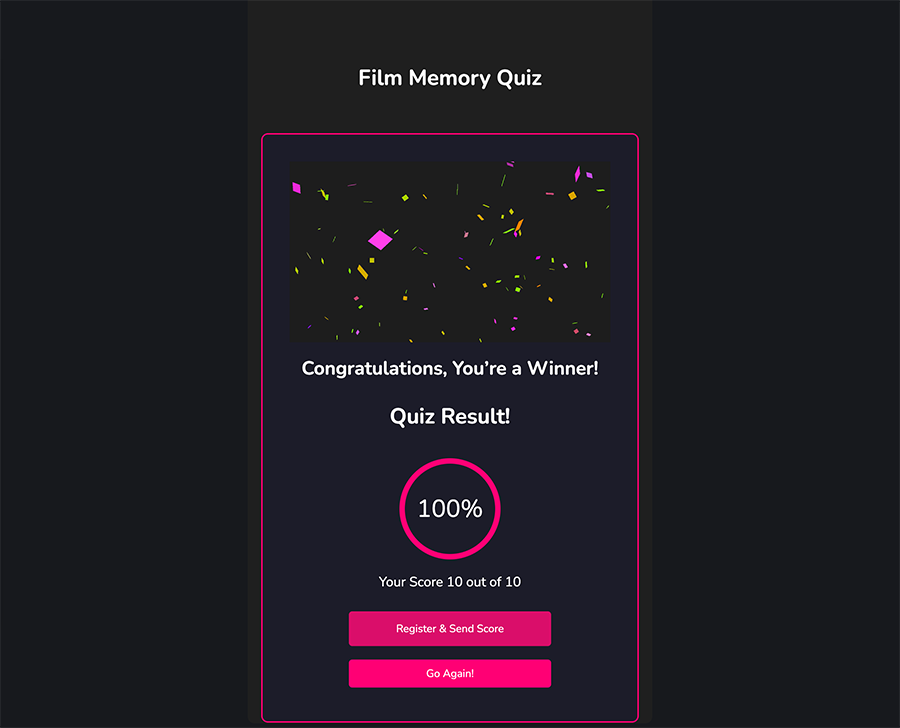 Film Memory Quiz
Congratulations, You’re a Winner!
Quiz Result!
100%
Your Score 10 out of 10
Register & Send Score
Go Again!